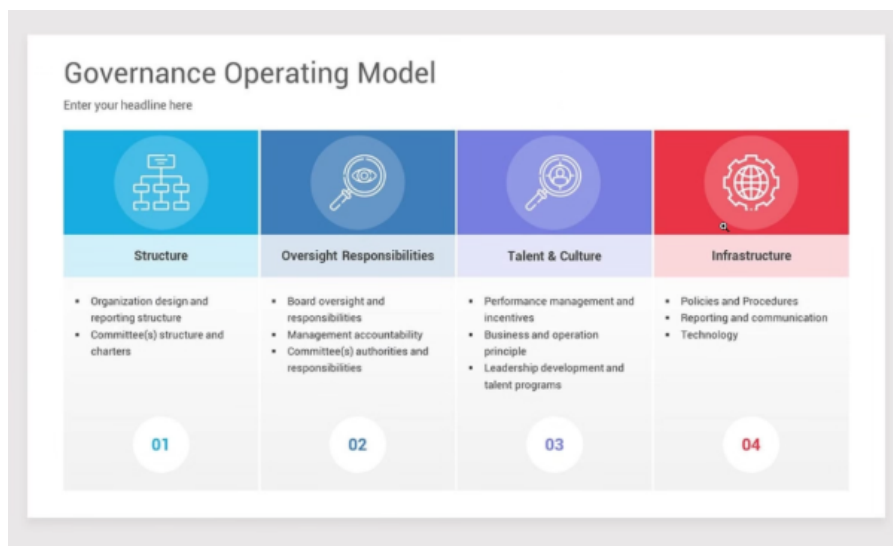 Governance Operating Model
Enter your headline here
Structure
Oversight Responsibilities
Talent & Culture
Infrastructure
Organization design and
reporting structure
Committee(s) structure and
charters
Board oversight and
responsibilities
Management accountability
Committee(s) authorities and
responsibilities
Performance management and
incentives
Business and operation
principle
Leadership development and
talent programs
Policies and Procedures
Reporting and communication
Technology
01
02
03
04